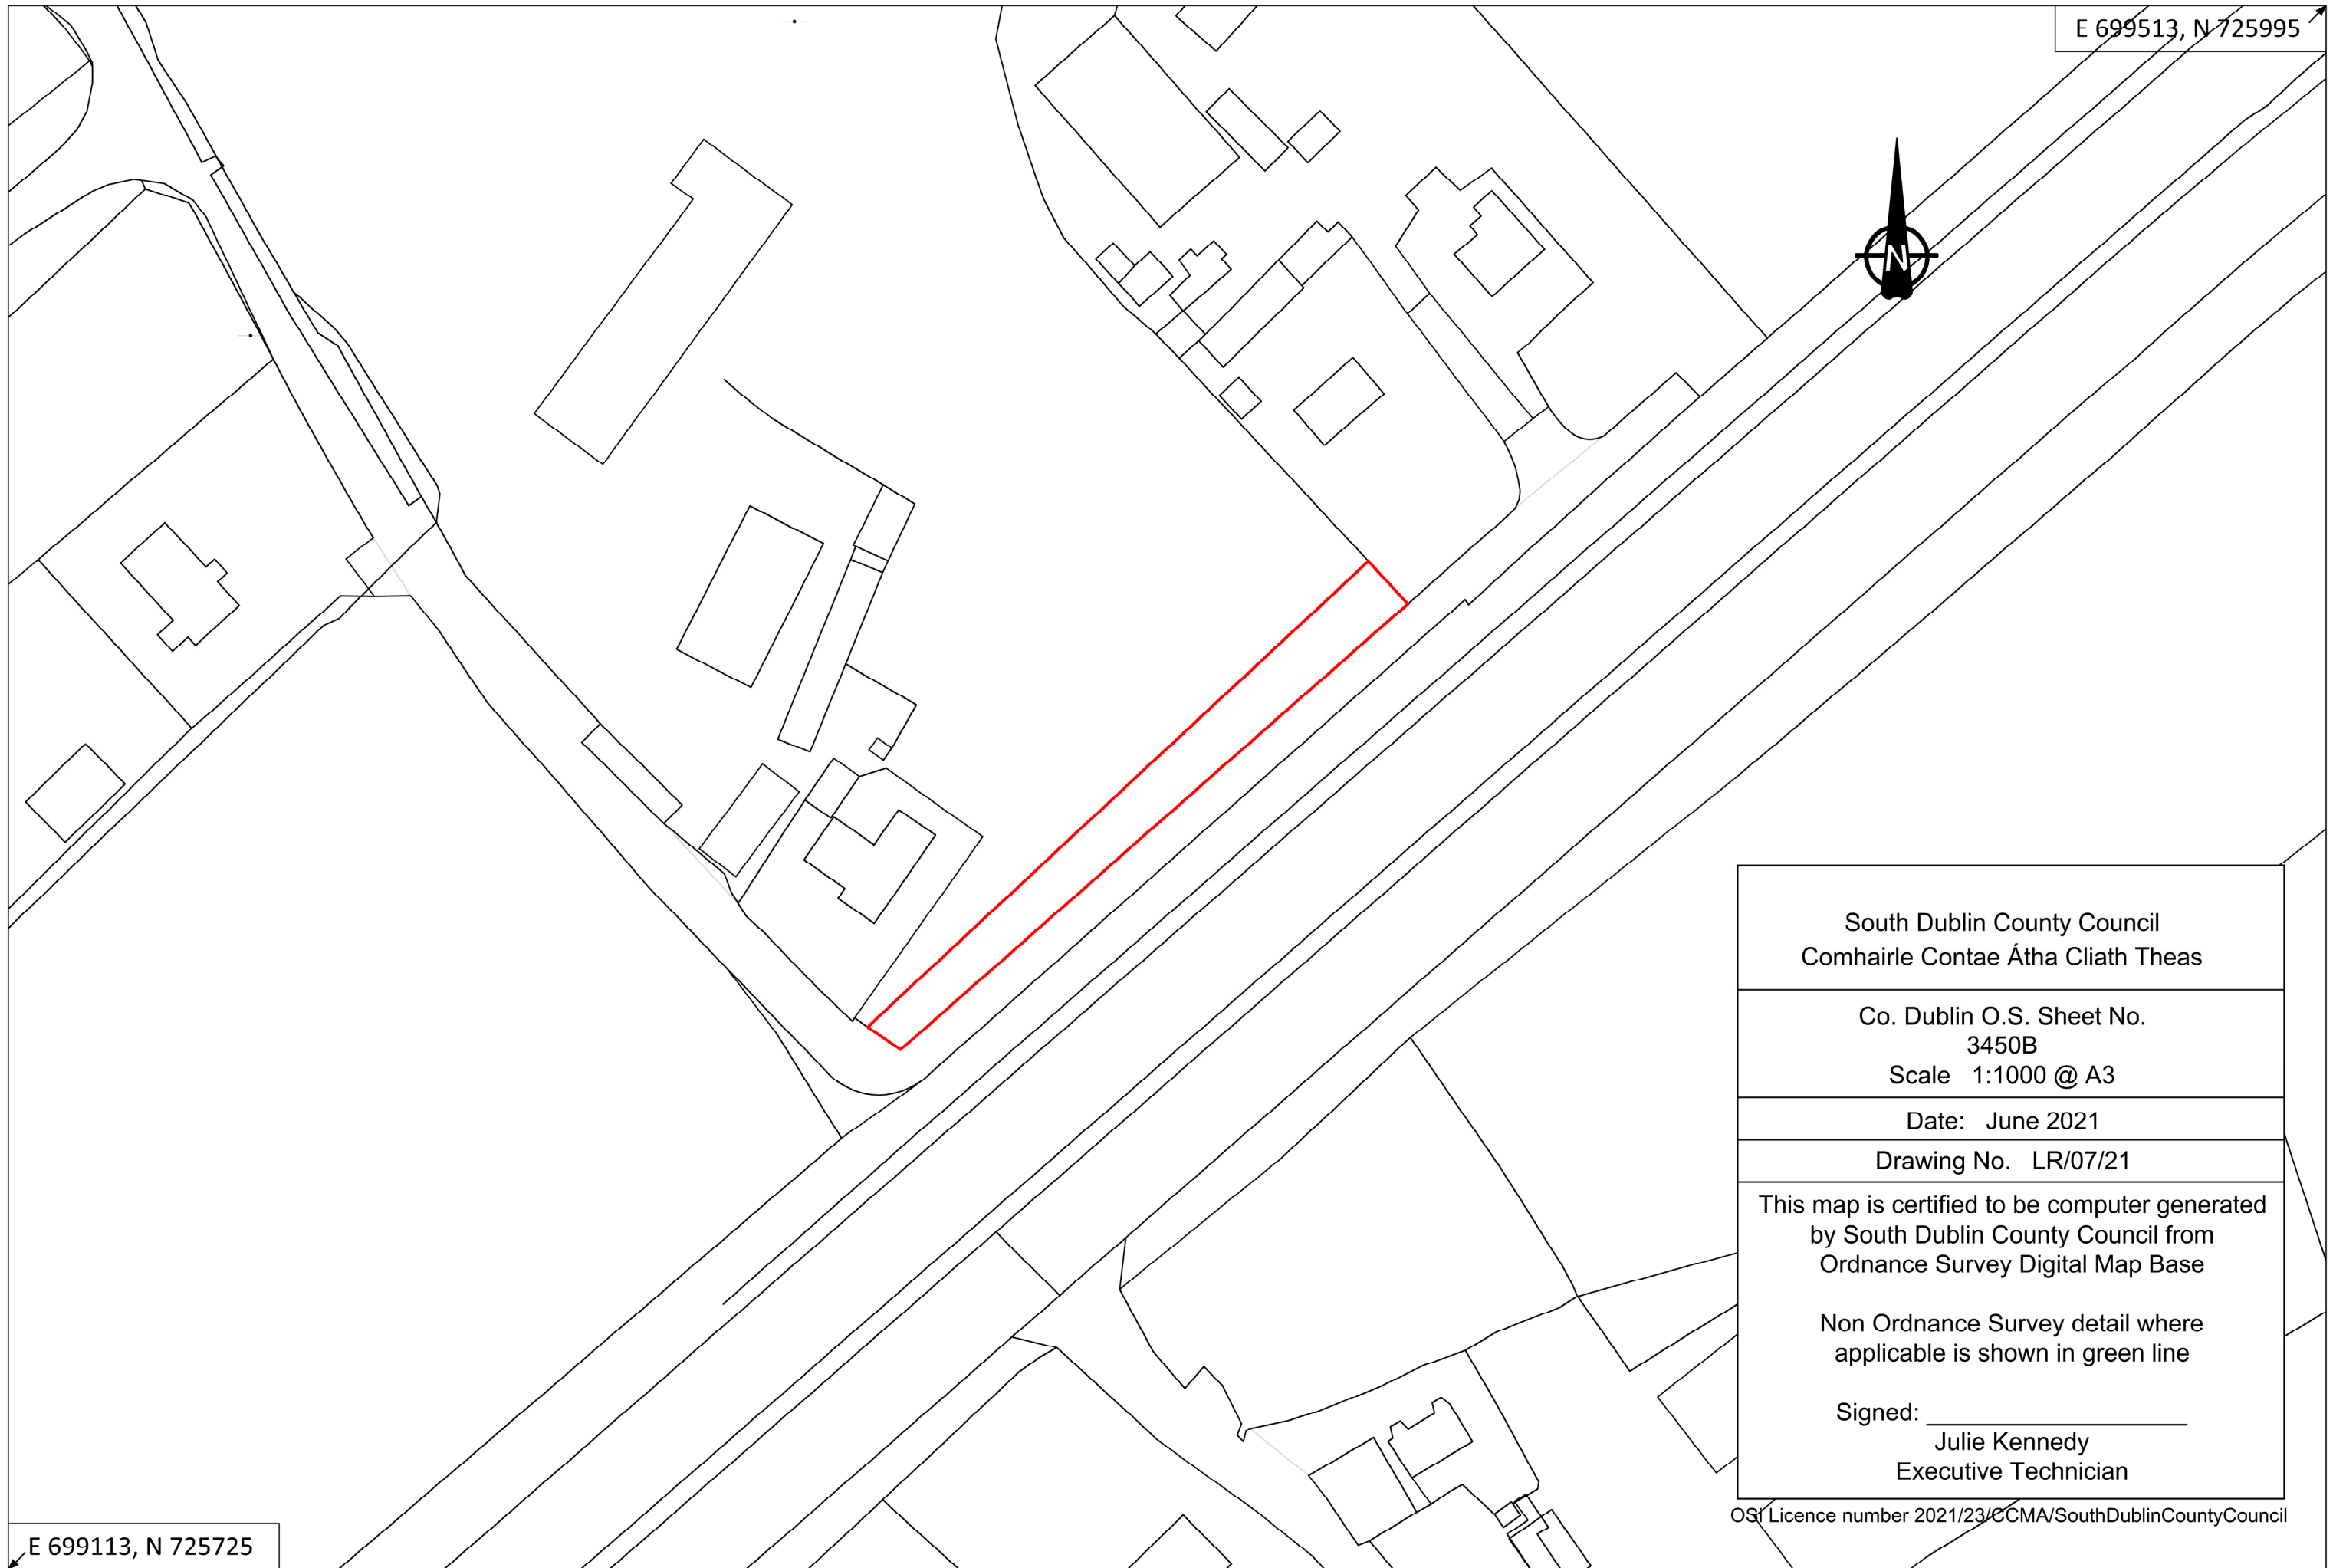 E 699513, N 725995
N
South Dublin County Council
Comhairle Contae Átha Cliath Theas
Co. Dublin O.S. Sheet No.
3450B
Scale 1:1000 @ A3
Date: June 2021
Drawing No. LR/07/21
This map is certified to be computer generated
by South Dublin County Council from
Ordnance Survey Digital Map Base
Non Ordnance Survey detail where
applicable is shown in green line
Signed:
Julie Kennedy
Executive Technician
OSi Licence number 2021/23/CCMA/SouthDublinCountyCouncil
E 699113, N 725725